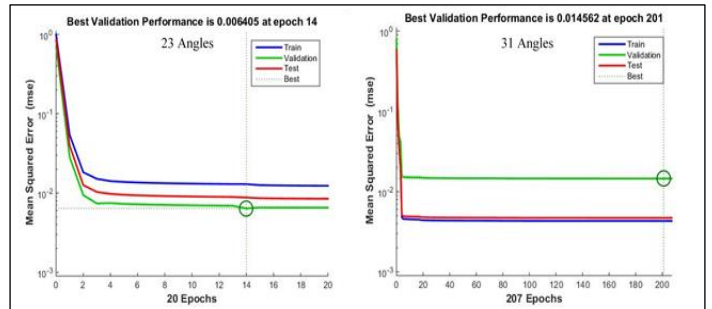 Best Validation Performance is 0.006405 at epoch 14
23 Angles
Train
Validation
Test
Best
Mean Squared Error (mse)
10^0
10^-1
10^-2
10^-3
0 2 4 6 8 10 12 14 16 18 20
20 Epochs
Best Validation Performance is 0.014562 at epoch 201
31 Angles
Train
Validation
Test
Best
Mean Squared Error (mse)
10^0
10^-1
10^-2
10^-3
0 20 40 60 80 100 120 140 160 180 200
207 Epochs